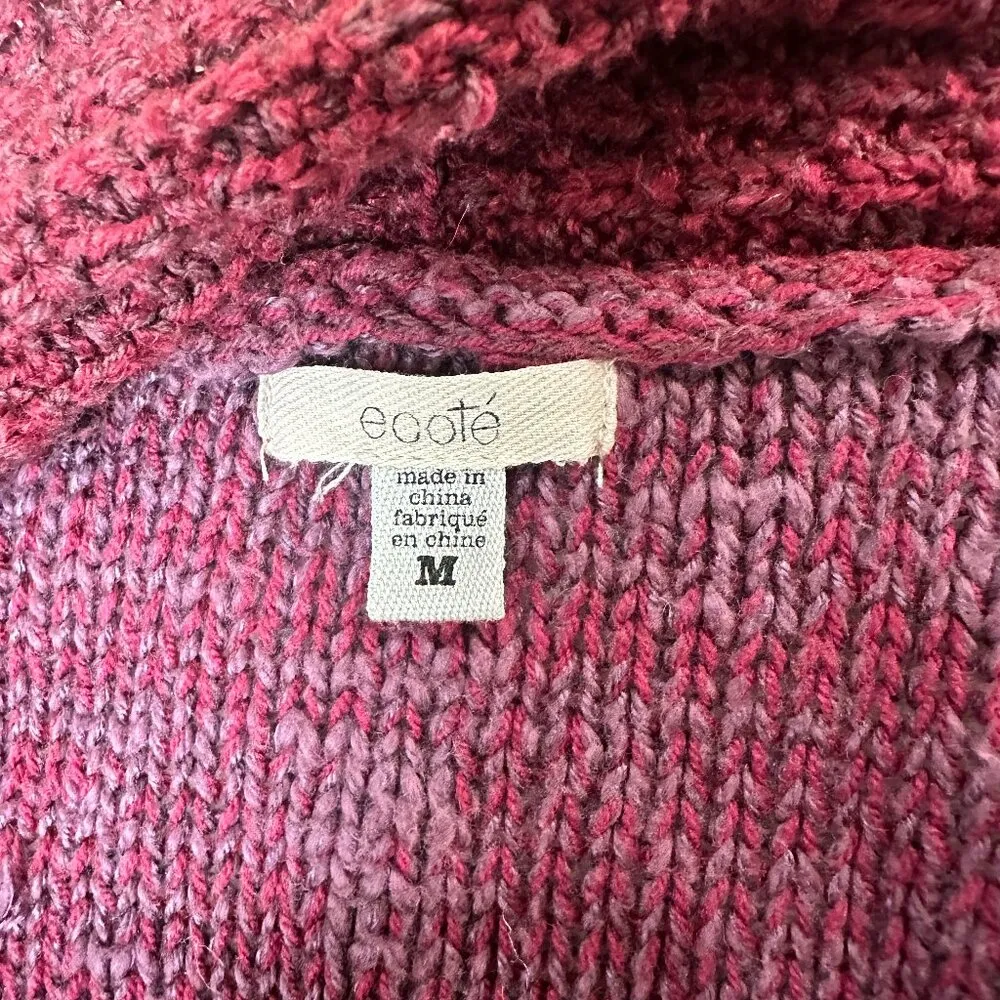 ecoté
made in
china
fabriqué
en chine
M